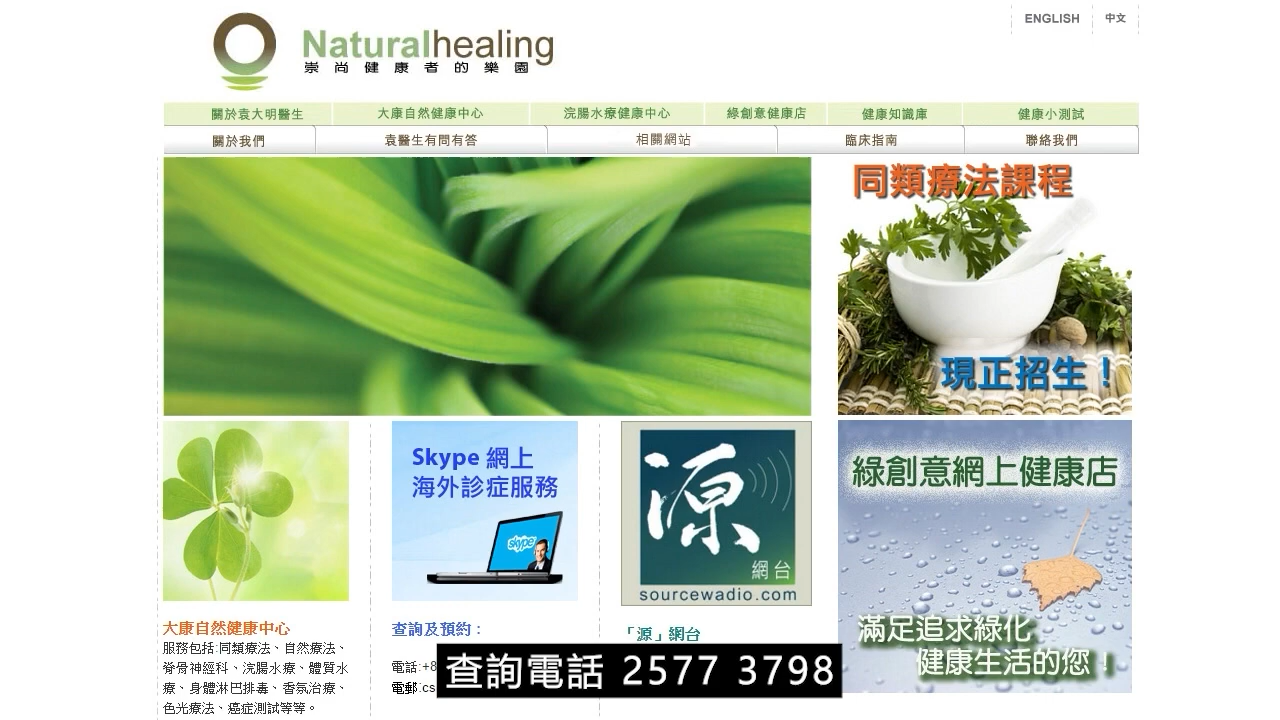 ENGLISH 中文
Naturalhealing
崇尚健康者的樂園
關於袁大明醫生 大康自然健康中心 浣腸水療健康中心 綠創意健康店 健康知識庫 健康小測試
關於我們 袁醫生有問有答 相關網站 臨床指南 聯絡我們
同類療法課程
現正招生！
Skype 網上
海外診症服務
skype
源
網台
sourcewadio.com
綠創意網上健康店
滿足追求綠化
健康生活的您！
大康自然健康中心
服務包括:同類療法、自然療法、
脊骨神經科、浣腸水療、體質水
療、身體淋巴排毒、香氛治療、
色光療法、癌症測試等等。
查詢及預約：
電話:+8
電郵:cs
「源」網台
查詢電話 2577 3798